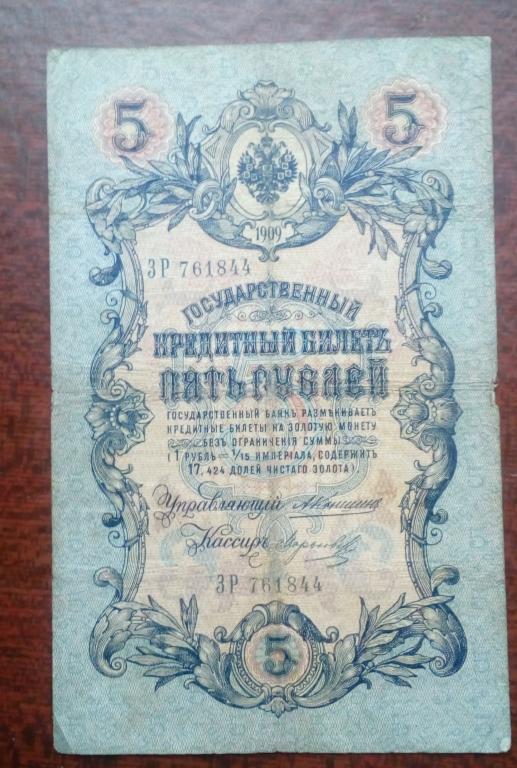 5 5
1909
ЗР 761844
ГОСУДАРСТВЕННЫЙ
КРЕДИТНЫЙ БИЛЕТЪ
ПЯТЬ РУБЛЕЙ
ГОСУДАРСТВЕННЫЙ БАНКЪ РАЗМѢНИВАЕТЪ
КРЕДИТНЫЕ БИЛЕТЫ НА ЗОЛОТУЮ МОНЕТУ
БЕЗЪ ОГРАНИЧЕНІЯ СУММЫ
(1 РУБЛЬ = 1/15 ИМПЕРІАЛА, СОДЕРЖИТЪ
17,424 ДОЛЕЙ ЧИСТАГО ЗОЛОТА)
Управляющій
Кассиръ
ЗР 761844
5